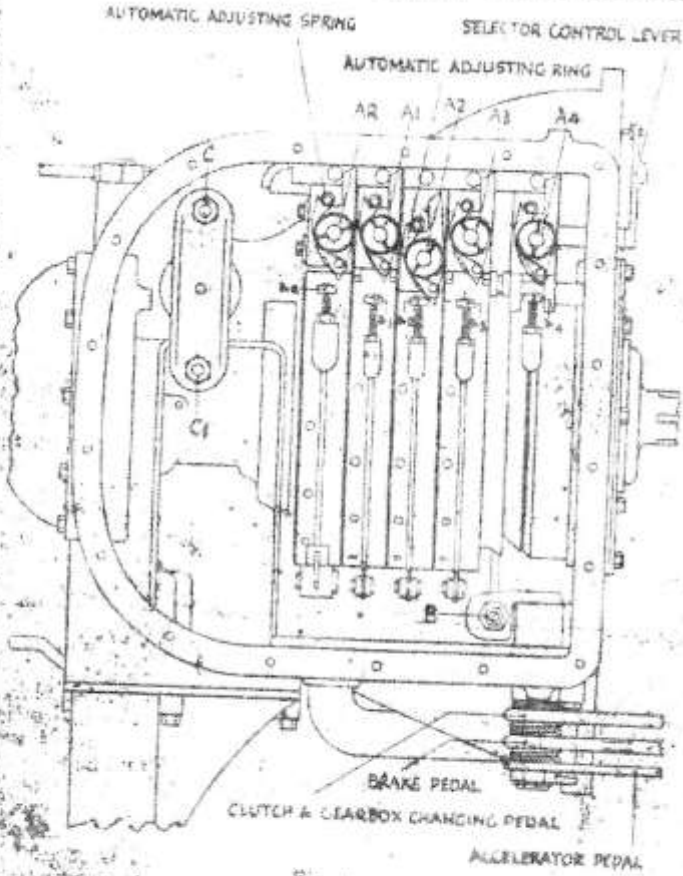 AUTOMATIC ADJUSTING SPRING
SELECTOR CONTROL LEVER
AUTOMATIC ADJUSTING RING
AR A1 A2 A3 A4
C
C1
B
BRAKE PEDAL
CLUTCH & GEARBOX CHANGING PEDAL
ACCELERATOR PEDAL